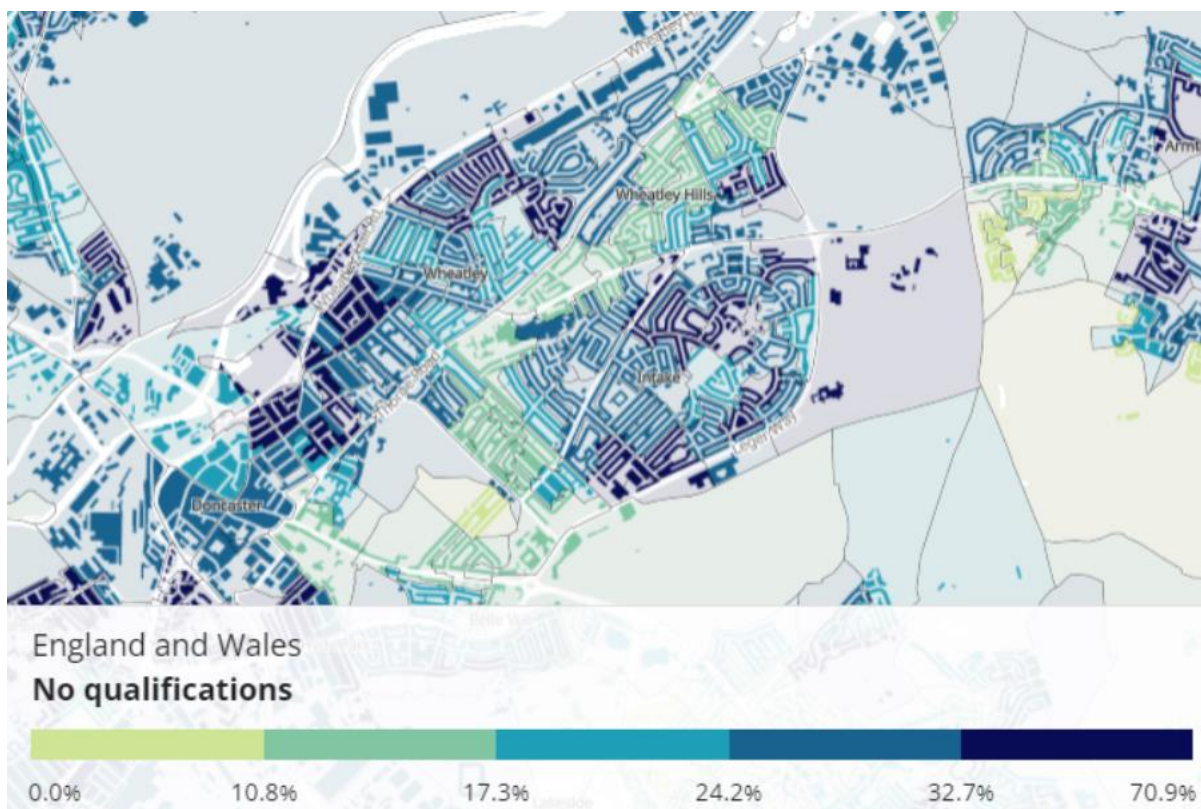 Wheatley Hills
Wheatley
Intake
Leger Way
Doncaster
England and Wales
No qualifications
0.0%
10.8%
17.3%
24.2%
32.7%
70.9%
Lakeside